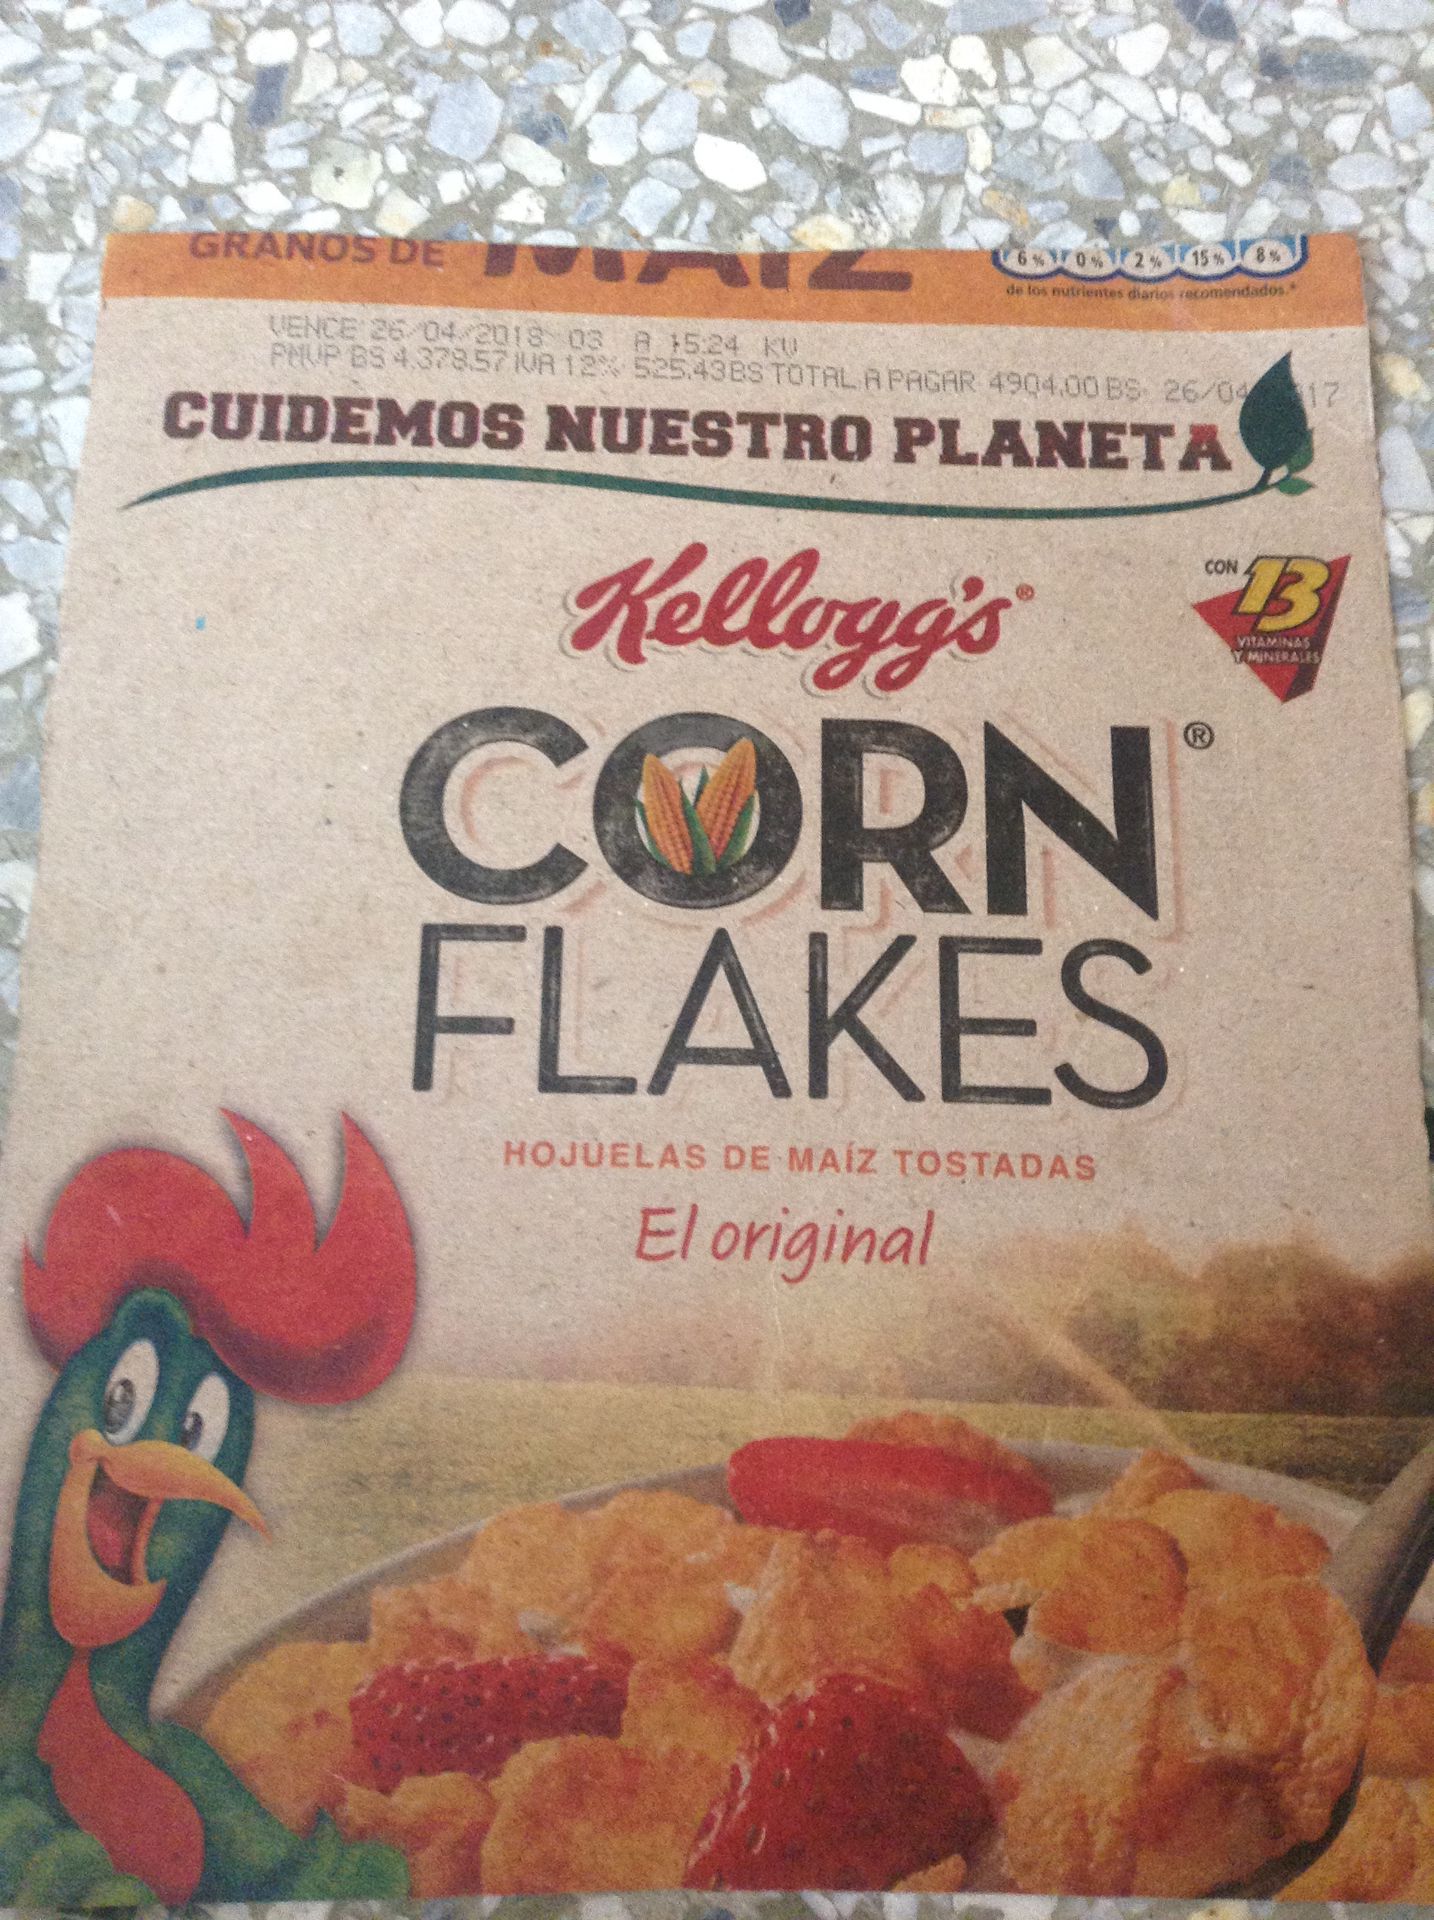 GRANOS DE MAÍZ
6% 0% 2% 15% 8%
de los nutrientes diarios recomendados.*
VENCE 26/04/2018 03 A 15:24 KV
PMVP BS 4.378.57 IVA 12% 525.43BS TOTAL A PAGAR 4904.00BS 26/04 17
CUIDEMOS NUESTRO PLANETA
Kellogg's®
CON 13
VITAMINAS
Y MINERALES
CORN®
FLAKES
HOJUELAS DE MAÍZ TOSTADAS
El original